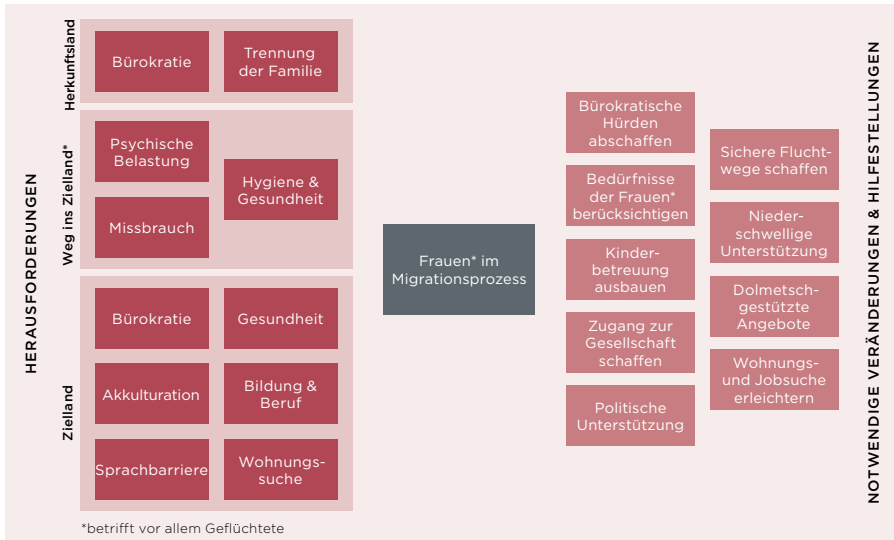 HERAUSFORDERUNGEN
Herkunftsland
Bürokratie
Trennung
der Familie
Weg ins Zielland*
Psychische
Belastung
Missbrauch
Hygiene &
Gesundheit
Zielland
Bürokratie
Gesundheit
Akkulturation
Bildung &
Beruf
Sprachbarriere
Wohnungs-
suche
*betrifft vor allem Geflüchtete
Frauen* im
Migrationsprozess
Bürokratische
Hürden
abschaffen
Bedürfnisse
der Frauen*
berücksichtigen
Kinder-
betreuung
ausbauen
Zugang zur
Gesellschaft
schaffen
Politische
Unterstützung
Sichere Flucht-
wege schaffen
Nieder-
schwellige
Unterstützung
Dolmetsch-
gestützte
Angebote
Wohnungs-
und Jobsuche
erleichtern
NOTWENDIGE VERÄNDERUNGEN & HILFESTELLUNGEN